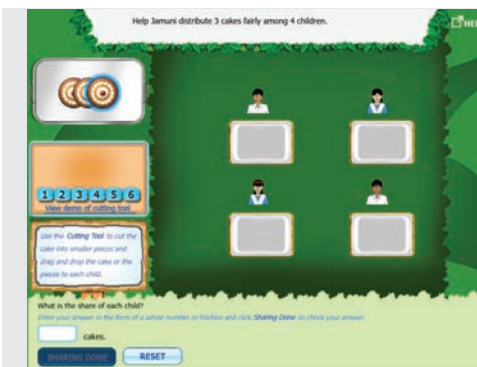 Help Jamuni distribute 3 cakes fairly among 4 children.
HEL
1 2 3 4 5 6
View demo of cutting tool
Use the Cutting Tool to cut the
cake into smaller pieces and
drag and drop the cake or the
pieces to each child.
What is the share of each child?
Enter your answer in the form of a whole number or fraction and click Sharing Done to check your answer.
cakes.
SHARING DONE
RESET